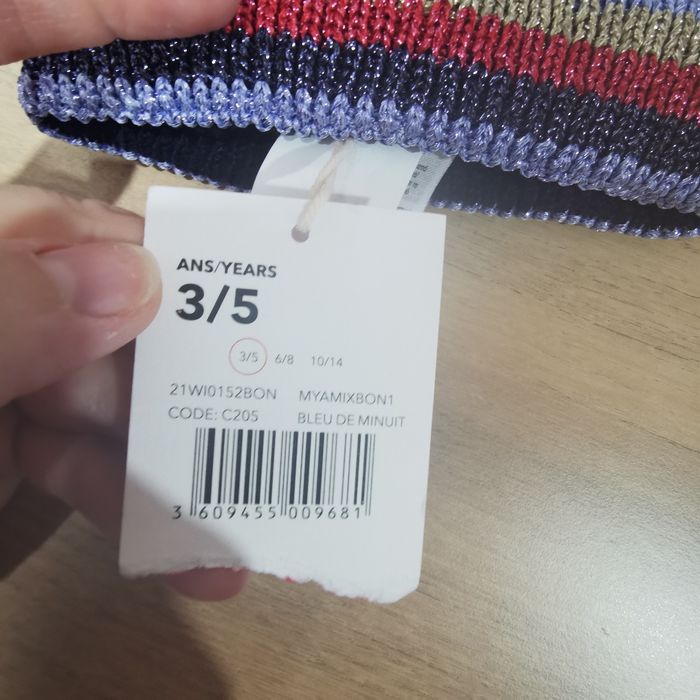 ANS/YEARS
3/5
3/5 6/8 10/14
21WI0152BON MYAMIXBON1
CODE: C205 BLEU DE MINUIT
3 609455 009681